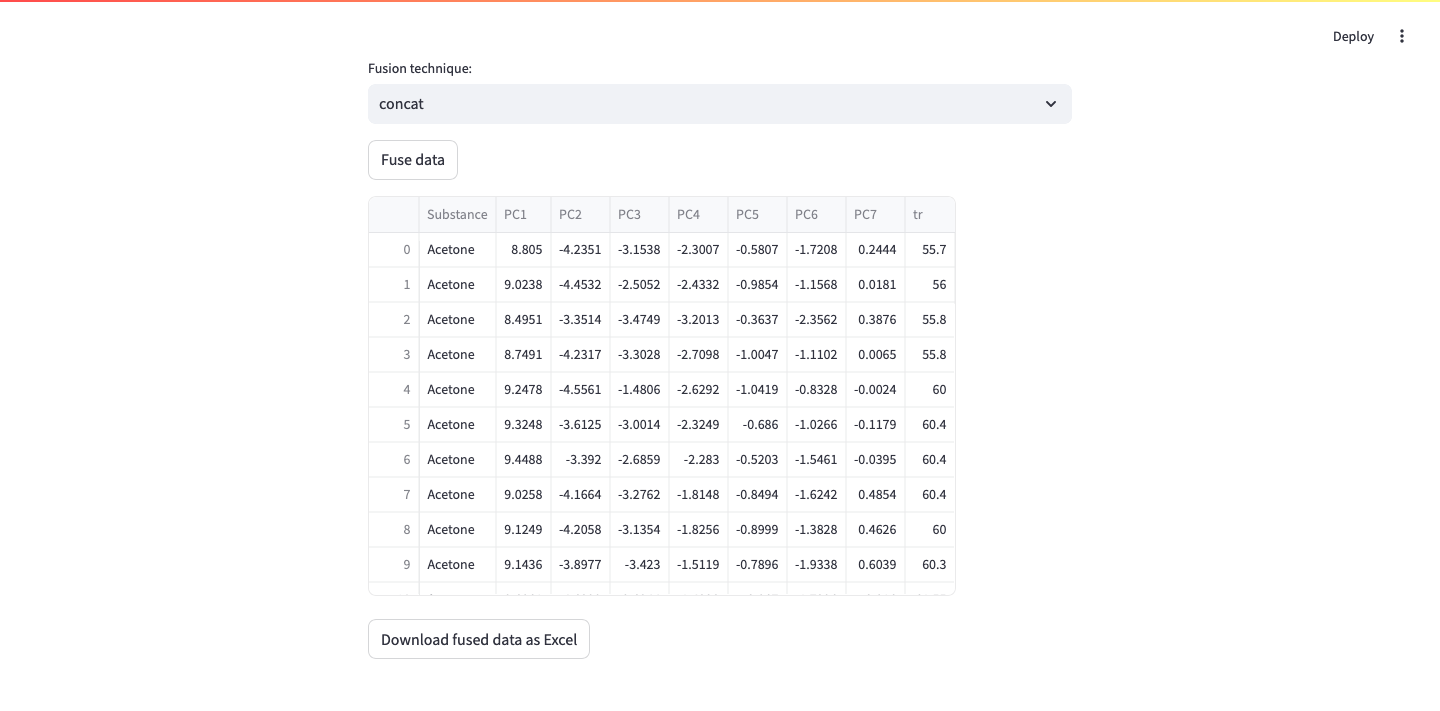 Deploy
Fusion technique:
concat
Fuse data
Substance PC1 PC2 PC3 PC4 PC5 PC6 PC7 tr
0 Acetone 8.805 -4.2351 -3.1538 -2.3007 -0.5807 -1.7208 0.2444 55.7
1 Acetone 9.0238 -4.4532 -2.5052 -2.4332 -0.9854 -1.1568 0.0181 56
2 Acetone 8.4951 -3.3514 -3.4749 -3.2013 -0.3637 -2.3562 0.3876 55.8
3 Acetone 8.7491 -4.2317 -3.3028 -2.7098 -1.0047 -1.1102 0.0065 55.8
4 Acetone 9.2478 -4.5561 -1.4806 -2.6292 -1.0419 -0.8328 -0.0024 60
5 Acetone 9.3248 -3.6125 -3.0014 -2.3249 -0.686 -1.0266 -0.1179 60.4
6 Acetone 9.4488 -3.392 -2.6859 -2.283 -0.5203 -1.5461 -0.0395 60.4
7 Acetone 9.0258 -4.1664 -3.2762 -1.8148 -0.8494 -1.6242 0.4854 60.4
8 Acetone 9.1249 -4.2058 -3.1354 -1.8256 -0.8999 -1.3828 0.4626 60
9 Acetone 9.1436 -3.8977 -3.423 -1.5119 -0.7896 -1.9338 0.6039 60.3
Download fused data as Excel